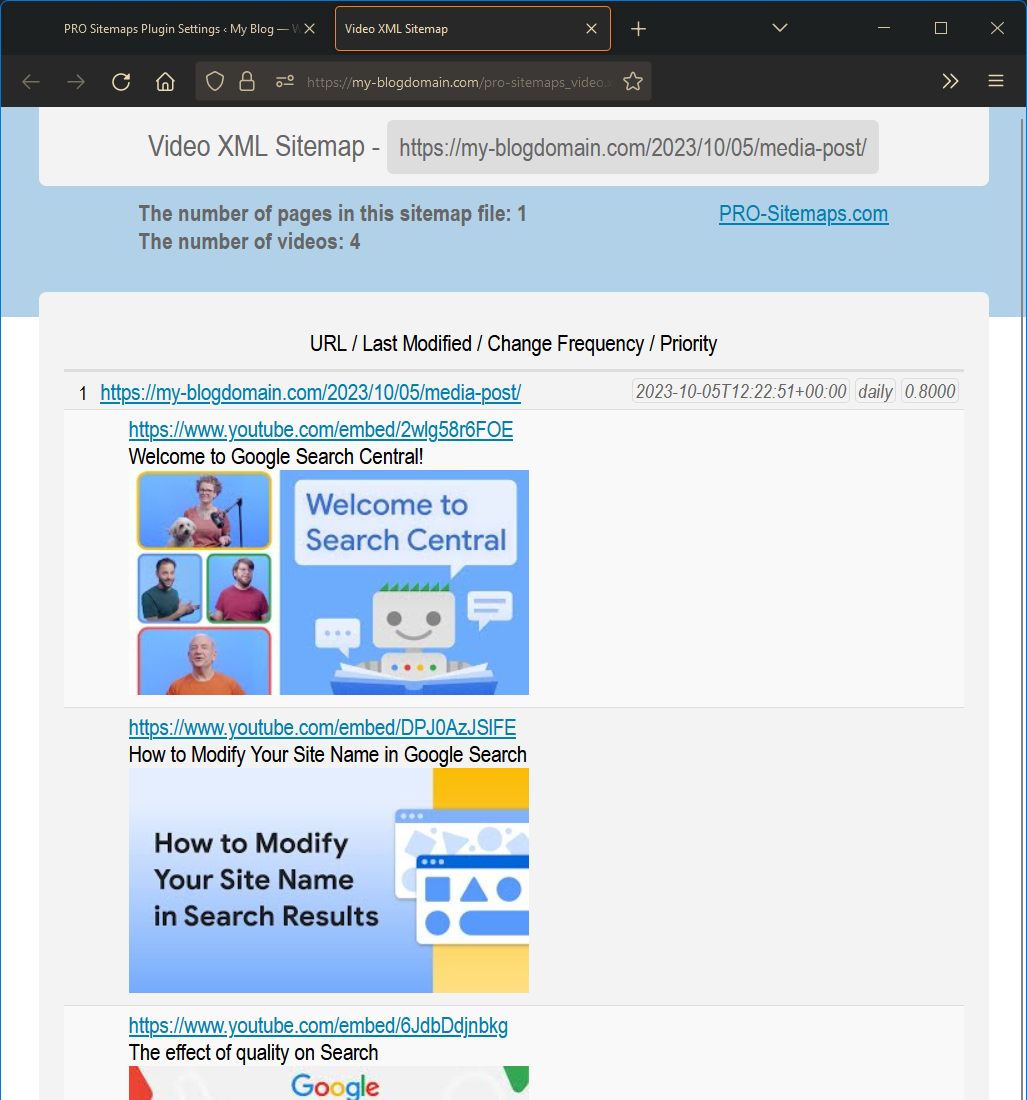 PRO Sitemaps Plugin Settings ‹ My Blog —
Video XML Sitemap
https://my-blogdomain.com/pro-sitemaps_video.
Video XML Sitemap - https://my-blogdomain.com/2023/10/05/media-post/
The number of pages in this sitemap file: 1
PRO-Sitemaps.com
The number of videos: 4
URL / Last Modified / Change Frequency / Priority
1 https://my-blogdomain.com/2023/10/05/media-post/ 2023-10-05T12:22:51+00:00 daily 0.8000
https://www.youtube.com/embed/2wlg58r6FOE
Welcome to Google Search Central!
Welcome to
Search Central
https://www.youtube.com/embed/DPJ0AzJSIFE
How to Modify Your Site Name in Google Search
How to Modify
Your Site Name
in Search Results
https://www.youtube.com/embed/6JdbDdjnbkg
The effect of quality on Search
Google